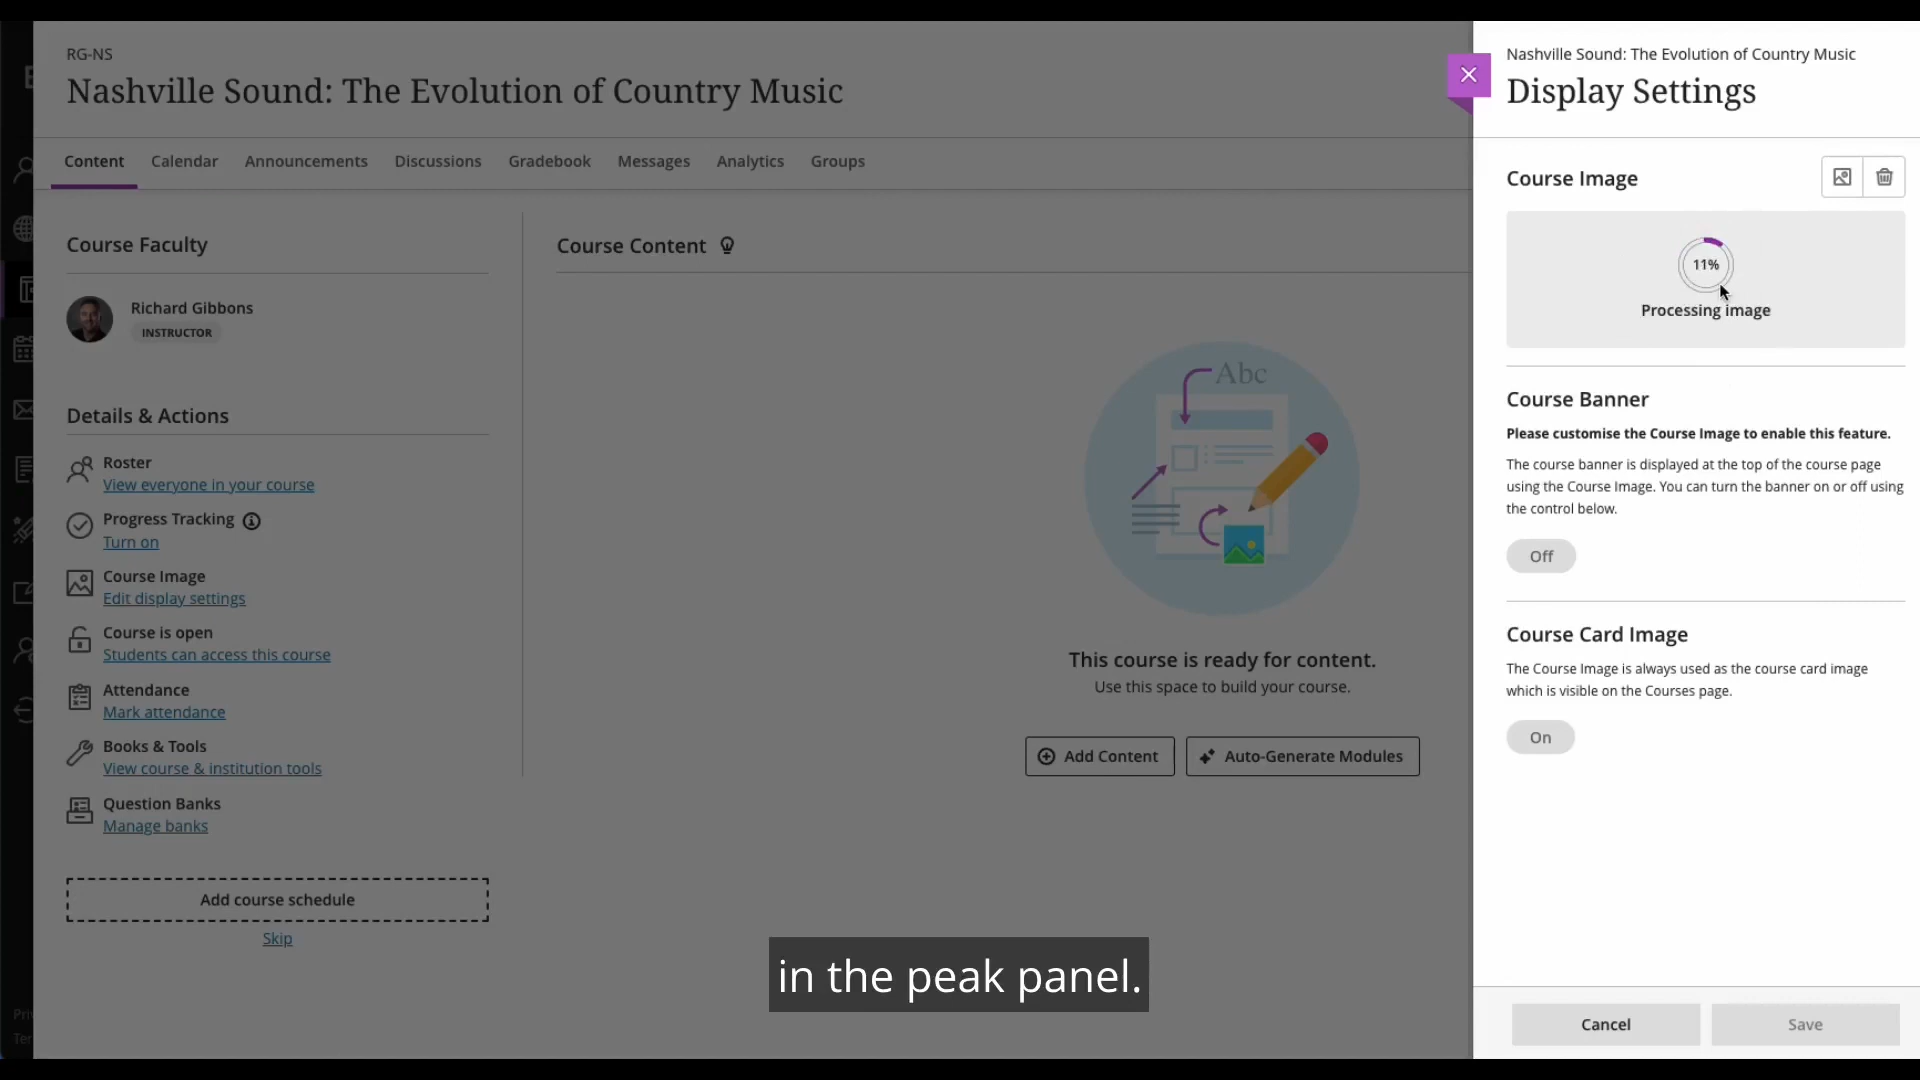 RG-NS
Nashville Sound: The Evolution of Country Music
Content
Calendar
Announcements
Discussions
Gradebook
Messages
Analytics
Groups
Course Faculty
Richard Gibbons
INSTRUCTOR
Details & Actions
Roster
View everyone in your course
Progress Tracking
Turn on
Course Image
Edit display settings
Course is open
Students can access this course
Attendance
Mark attendance
Books & Tools
View course & institution tools
Question Banks
Manage banks
Add course schedule
Skip
Course Content
Abc
This course is ready for content.
Use this space to build your course.
Add Content
Auto-Generate Modules
Nashville Sound: The Evolution of Country Music
Display Settings
Course Image
11%
Processing image
Course Banner
Please customise the Course Image to enable this feature.
The course banner is displayed at the top of the course page
using the Course Image. You can turn the banner on or off using
the control below.
Off
Course Card Image
The Course Image is always used as the course card image
which is visible on the Courses page.
On
Cancel
Save
in the peak panel.